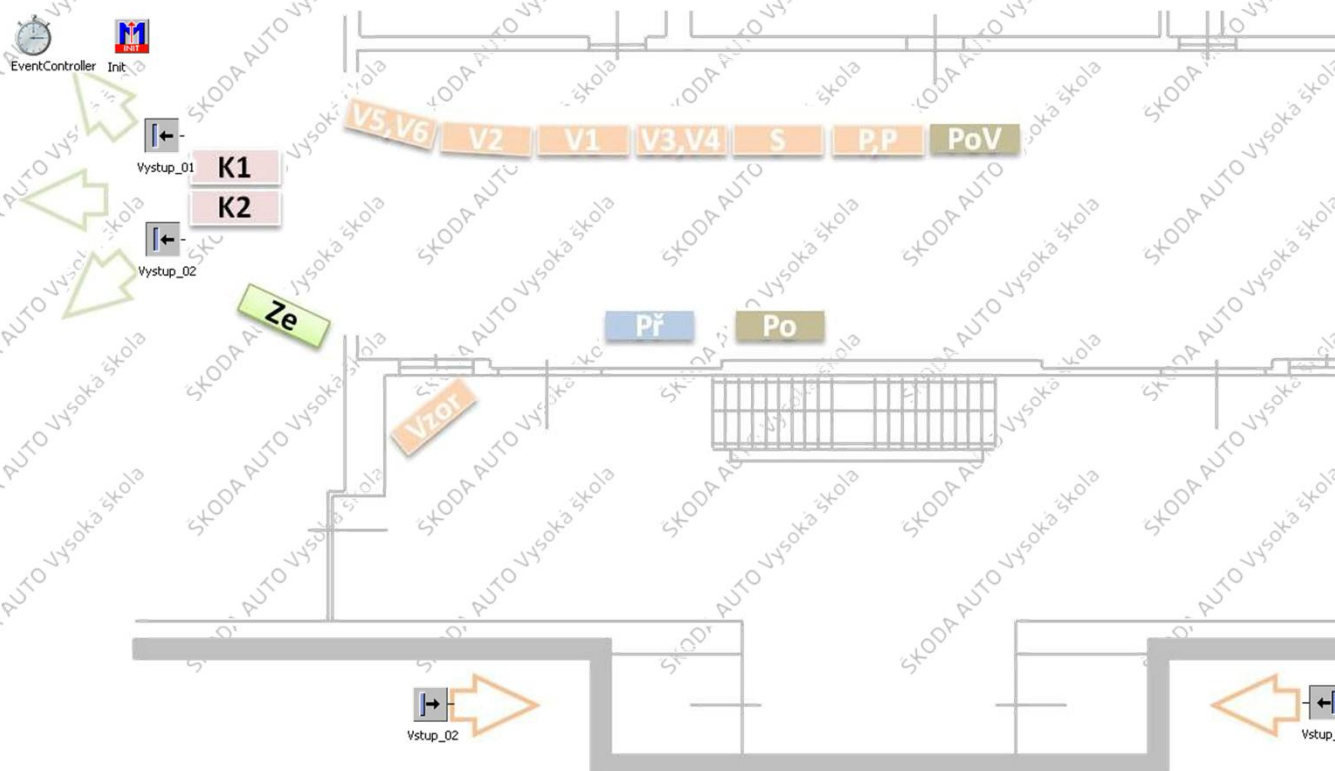 EventController
Init
INIT
Vystup_01
K1
K2
Vystup_02
V5,V6
V2
V1
V3,V4
S
P,P
PoV
Ze
Př
Po
Vzor
Vstup_02
Vstup_
ŠKODA AUTO Vysoká škola